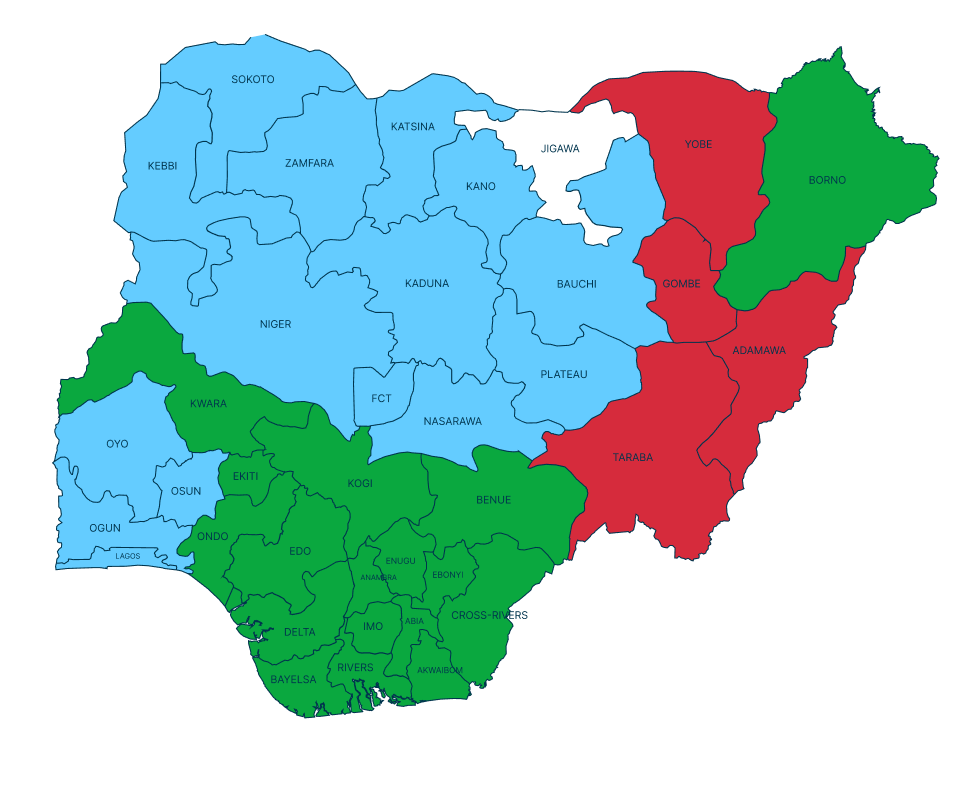 SOKOTO
KATSINA
JIGAWA
YOBE
KEBBI
ZAMFARA
KANO
BORNO
KADUNA
BAUCHI
GOMBE
NIGER
ADAMAWA
PLATEAU
FCT
KWARA
NASARAWA
OYO
TARABA
EKITI
KOGI
OSUN
BENUE
OGUN
ONDO
LAGOS
EDO
ENUGU
ANAMBRA
EBONYI
CROSS-RIVERS
ABIA
IMO
DELTA
RIVERS
AKWAIBOM
BAYELSA